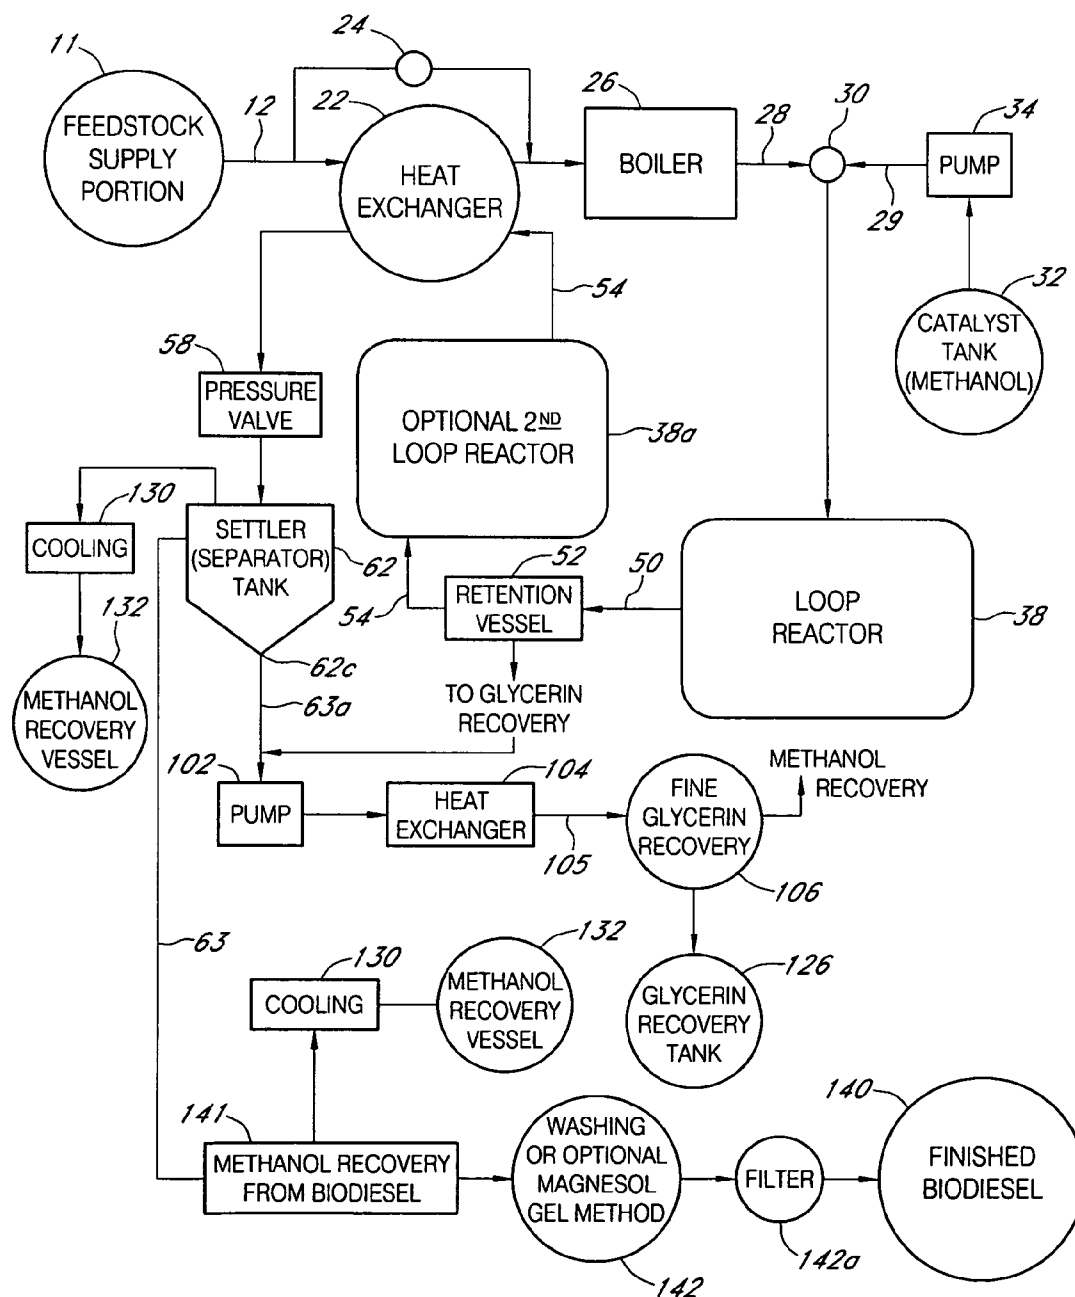 11
FEEDSTOCK
SUPPLY
PORTION
12
24
22
HEAT
EXCHANGER
26
BOILER
28
30
29
34
PUMP
32
CATALYST
TANK
(METHANOL)
54
58
PRESSURE
VALVE
OPTIONAL 2ND
LOOP REACTOR
38a
130
COOLING
SETTLER
(SEPARATOR)
TANK
62
54
52
RETENTION
VESSEL
50
LOOP
REACTOR
38
132
METHANOL
RECOVERY
VESSEL
62c
63a
TO GLYCERIN
RECOVERY
102
PUMP
104
HEAT
EXCHANGER
105
FINE
GLYCERIN
RECOVERY
106
METHANOL
RECOVERY
63
130
COOLING
132
METHANOL
RECOVERY
VESSEL
126
GLYCERIN
RECOVERY
TANK
141
METHANOL RECOVERY
FROM BIODIESEL
WASHING
OR OPTIONAL
MAGNESOL
GEL METHOD
142
FILTER
142a
140
FINISHED
BIODIESEL